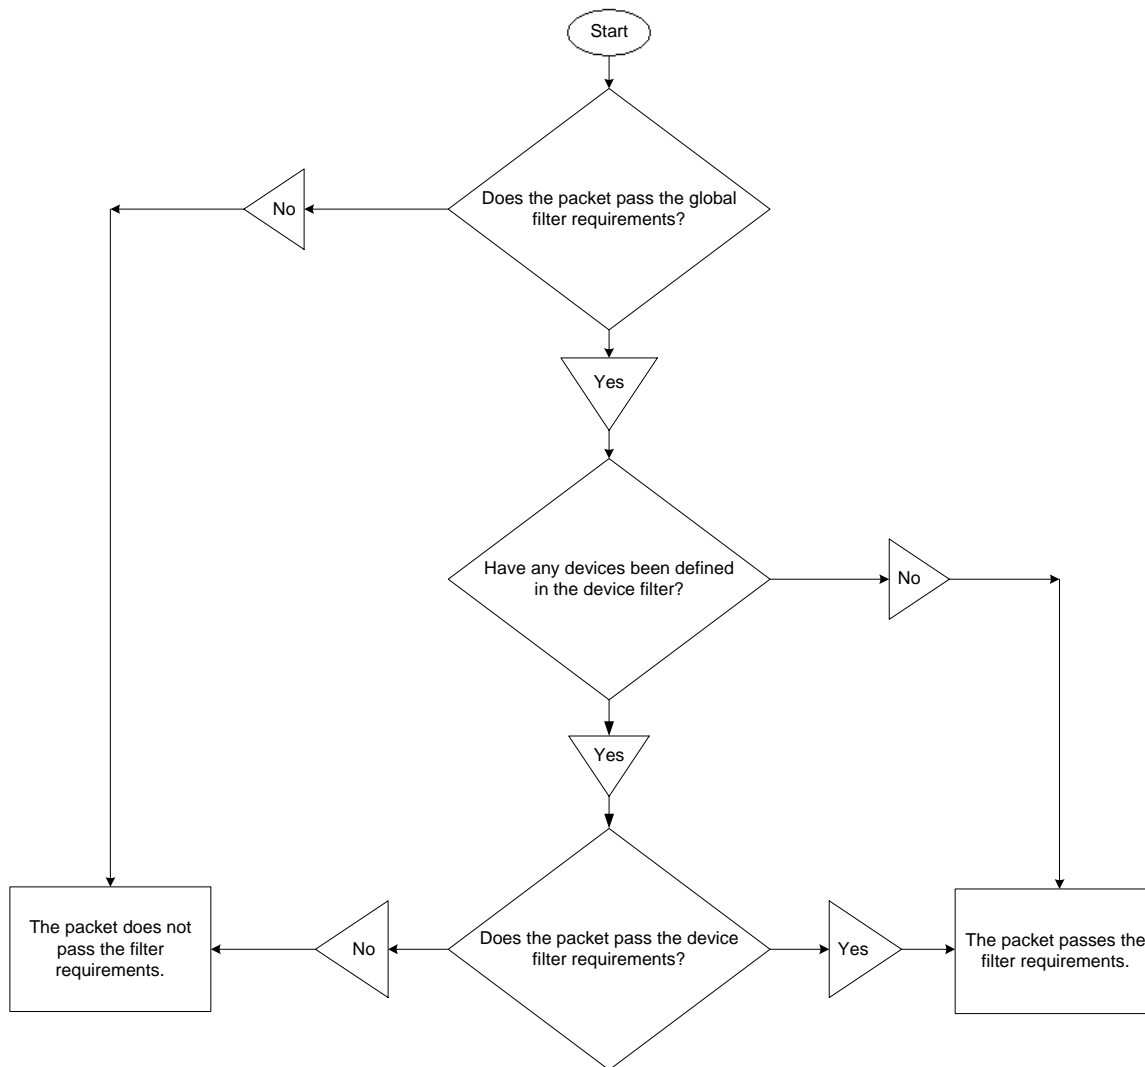 Start
Does the packet pass the global
filter requirements?
No
Yes
Have any devices been defined
in the device filter?
No
Yes
The packet does not
pass the filter
requirements.
No
Does the packet pass the device
filter requirements?
Yes
The packet passes the
filter requirements.